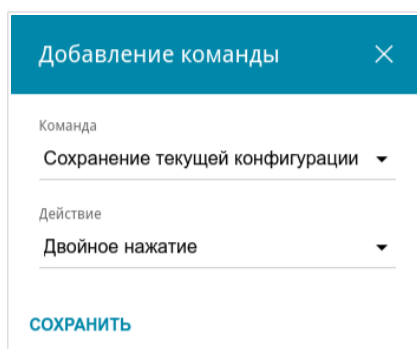 Добавление команды
Команда
Сохранение текущей конфигурации
Действие
Двойное нажатие
СОХРАНИТЬ